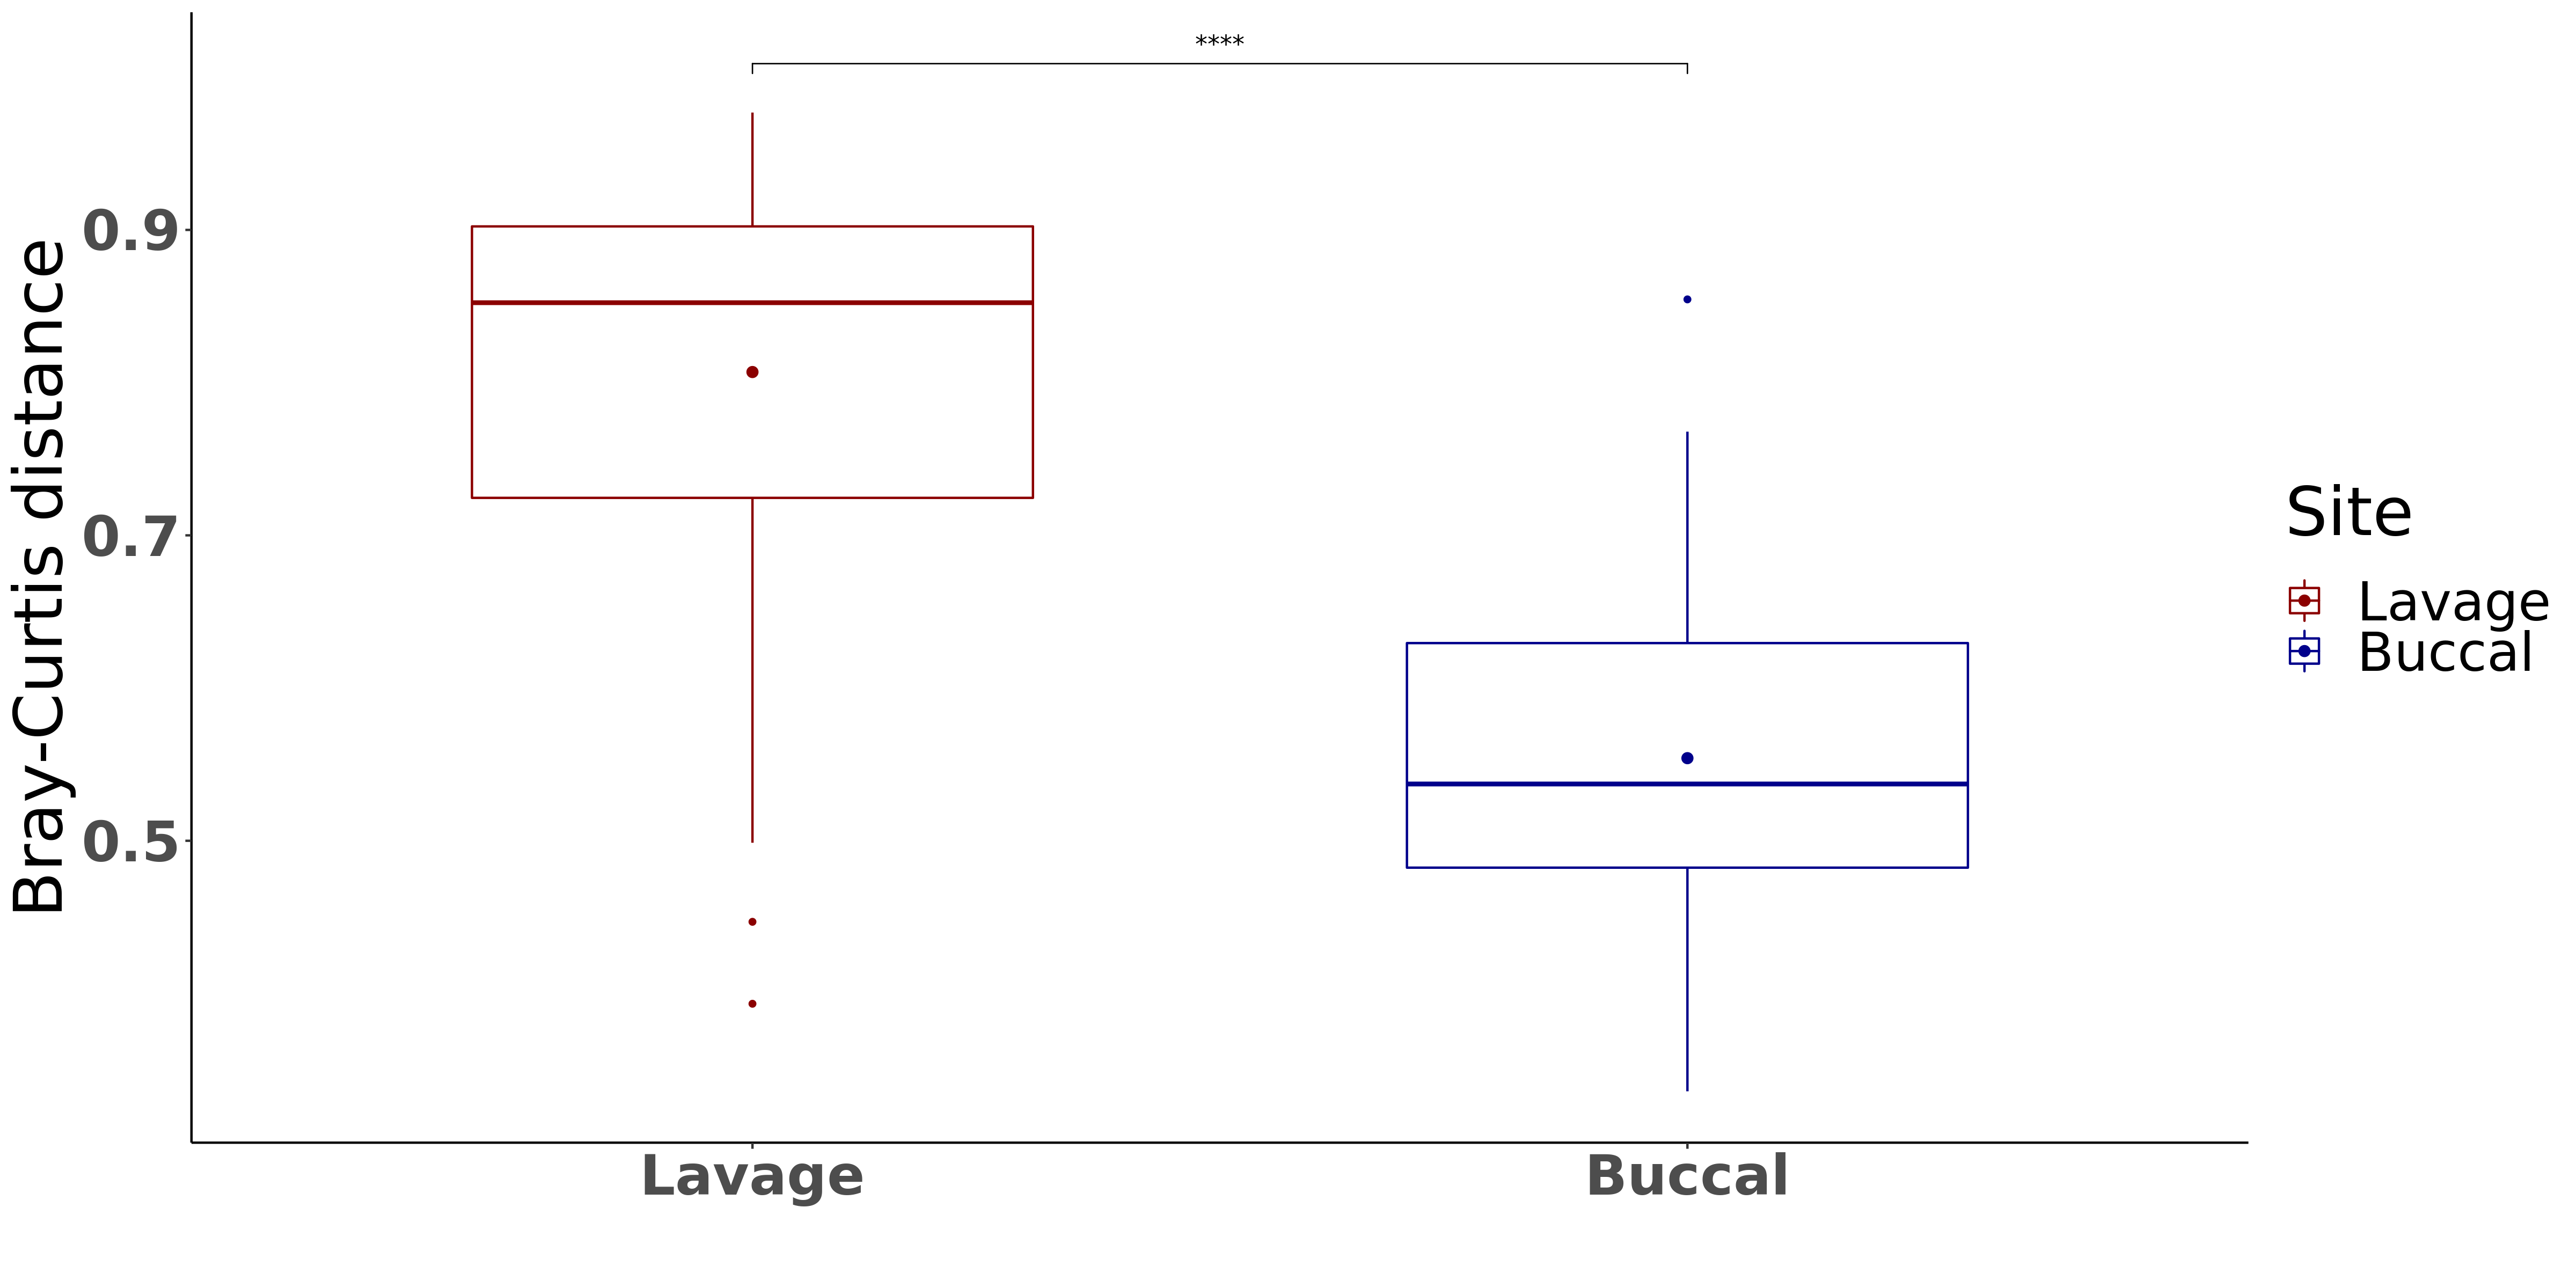 ****
Bray-Curtis distance
0.9
0.7
0.5
Lavage
Buccal
Site
Lavage
Buccal